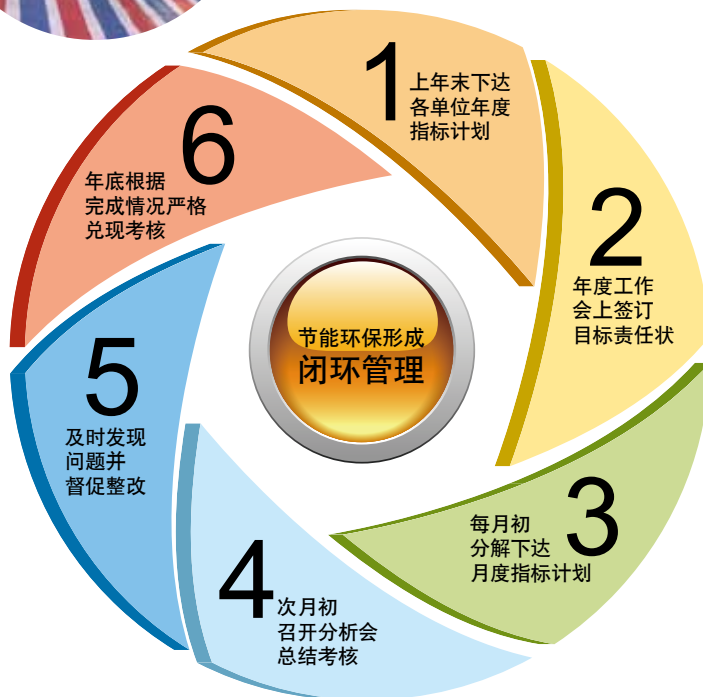 1
上年末下达
各单位年度
指标计划
2
年度工作
会上签订
目标责任状
3
每月初
分解下达
月度指标计划
4
次月初
召开分析会
总结考核
5
及时发现
问题并
督促整改
6
年底根据
完成情况严格
兑现考核
节能环保形成
闭环管理